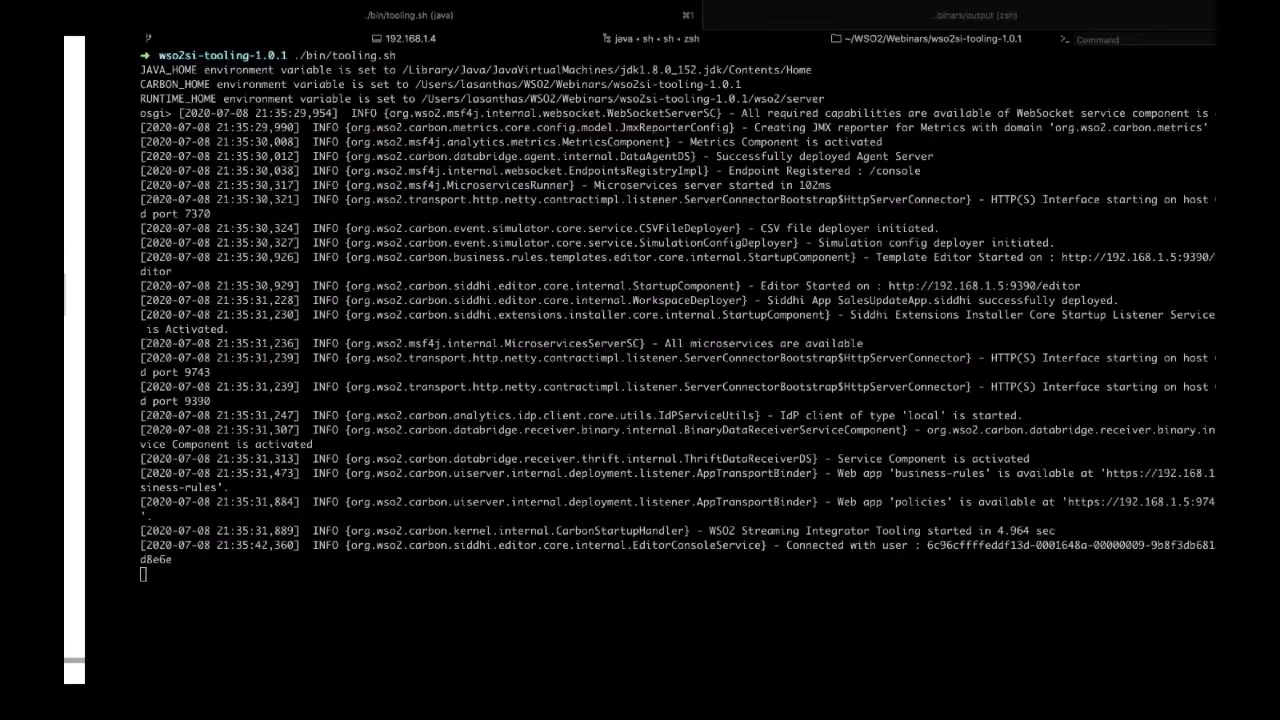 ./bin/tooling.sh (java) ⌘1 ..binars/output (zsh)
192.168.1.4 java ‹ sh ‹ sh ‹ zsh ~/WSO2/Webinars/wso2si-tooling-1.0.1 >_ Command
➜ wso2si-tooling-1.0.1 ./bin/tooling.sh
JAVA_HOME environment variable is set to /Library/Java/JavaVirtualMachines/jdk1.8.0_152.jdk/Contents/Home
CARBON_HOME environment variable is set to /Users/lasanthas/WSO2/Webinars/wso2si-tooling-1.0.1
RUNTIME_HOME environment variable is set to /Users/lasanthas/WSO2/Webinars/wso2si-tooling-1.0.1/wso2/server
osgi> [2020-07-08 21:35:29,954] INFO {org.wso2.msf4j.internal.websocket.WebSocketServerSC} - All required capabilities are available of WebSocket service component is
[2020-07-08 21:35:29,990] INFO {org.wso2.carbon.metrics.core.config.model.JmxReporterConfig} - Creating JMX reporter for Metrics with domain 'org.wso2.carbon.metrics'
[2020-07-08 21:35:30,008] INFO {org.wso2.msf4j.analytics.metrics.MetricsComponent} - Metrics Component is activated
[2020-07-08 21:35:30,012] INFO {org.wso2.carbon.databridge.agent.internal.DataAgentDS} - Successfully deployed Agent Server
[2020-07-08 21:35:30,038] INFO {org.wso2.msf4j.internal.websocket.EndpointsRegistryImpl} - Endpoint Registered : /console
[2020-07-08 21:35:30,317] INFO {org.wso2.msf4j.MicroservicesRunner} - Microservices server started in 102ms
[2020-07-08 21:35:30,321] INFO {org.wso2.transport.http.netty.contractimpl.listener.ServerConnectorBootstrap$HttpServerConnector} - HTTP(S) Interface starting on host
d port 7370
[2020-07-08 21:35:30,324] INFO {org.wso2.carbon.event.simulator.core.service.CSVFileDeployer} - CSV file deployer initiated.
[2020-07-08 21:35:30,327] INFO {org.wso2.carbon.event.simulator.core.service.SimulationConfigDeployer} - Simulation config deployer initiated.
[2020-07-08 21:35:30,926] INFO {org.wso2.carbon.business.rules.templates.editor.core.internal.StartupComponent} - Template Editor Started on : http://192.168.1.5:9390/
ditor
[2020-07-08 21:35:30,929] INFO {org.wso2.carbon.siddhi.editor.core.internal.StartupComponent} - Editor Started on : http://192.168.1.5:9390/editor
[2020-07-08 21:35:31,228] INFO {org.wso2.carbon.siddhi.editor.core.internal.WorkspaceDeployer} - Siddhi App SalesUpdateApp.siddhi successfully deployed.
[2020-07-08 21:35:31,230] INFO {org.wso2.carbon.siddhi.extensions.installer.core.internal.StartupComponent} - Siddhi Extensions Installer Core Startup Listener Service
is Activated.
[2020-07-08 21:35:31,236] INFO {org.wso2.msf4j.internal.MicroservicesServerSC} - All microservices are available
[2020-07-08 21:35:31,239] INFO {org.wso2.transport.http.netty.contractimpl.listener.ServerConnectorBootstrap$HttpServerConnector} - HTTP(S) Interface starting on host
d port 9743
[2020-07-08 21:35:31,239] INFO {org.wso2.transport.http.netty.contractimpl.listener.ServerConnectorBootstrap$HttpServerConnector} - HTTP(S) Interface starting on host
d port 9390
[2020-07-08 21:35:31,247] INFO {org.wso2.carbon.analytics.idp.client.core.utils.IdPServiceUtils} - IdP client of type 'local' is started.
[2020-07-08 21:35:31,307] INFO {org.wso2.carbon.databridge.receiver.binary.internal.BinaryDataReceiverServiceComponent} - org.wso2.carbon.databridge.receiver.binary.in
vice Component is activated
[2020-07-08 21:35:31,313] INFO {org.wso2.carbon.databridge.receiver.thrift.internal.ThriftDataReceiverDS} - Service Component is activated
[2020-07-08 21:35:31,473] INFO {org.wso2.carbon.uiserver.internal.deployment.listener.AppTransportBinder} - Web app 'business-rules' is available at 'https://192.168.1
siness-rules'.
[2020-07-08 21:35:31,884] INFO {org.wso2.carbon.uiserver.internal.deployment.listener.AppTransportBinder} - Web app 'policies' is available at 'https://192.168.1.5:974
'.
[2020-07-08 21:35:31,889] INFO {org.wso2.carbon.kernel.internal.CarbonStartupHandler} - WSO2 Streaming Integrator Tooling started in 4.964 sec
[2020-07-08 21:35:42,360] INFO {org.wso2.carbon.siddhi.editor.core.internal.EditorConsoleService} - Connected with user : 6c96cffffeddf13d-0001648a-00000009-9b8f3db681
d8e6e